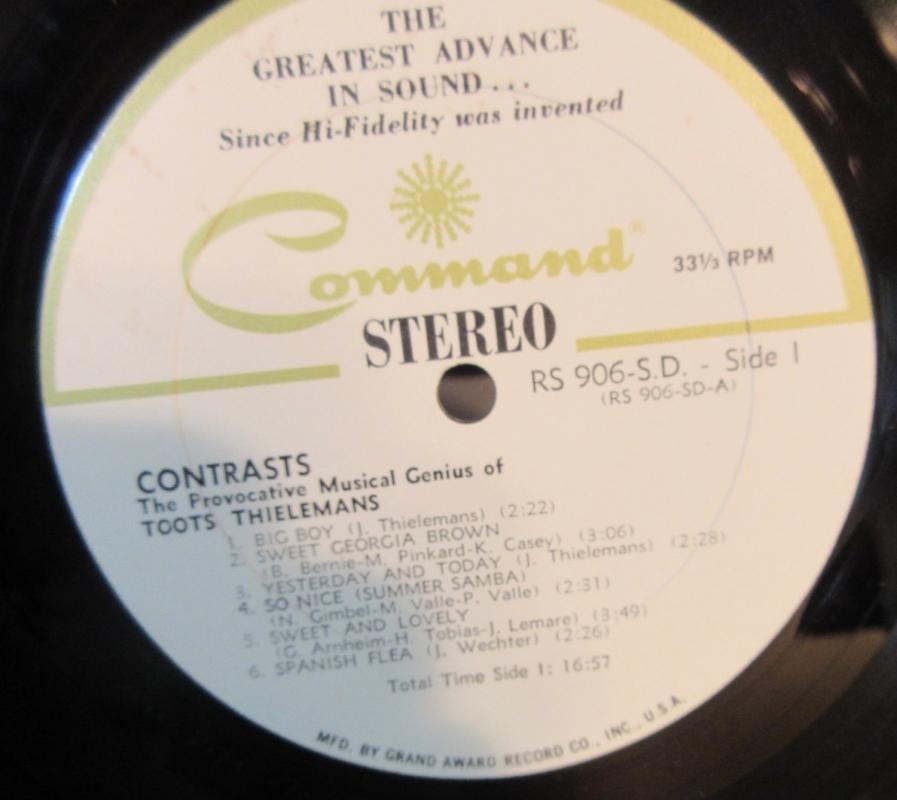 THE
GREATEST ADVANCE
IN SOUND...
Since Hi-Fidelity was invented
Command®
33⅓ RPM
STEREO
RS 906-S.D. - Side 1
(RS 906-SD-A)
CONTRASTS
The Provocative Musical Genius of
TOOTS THIELEMANS
1. BIG BOY (J. Thielemans) (2:22)
2. SWEET GEORGIA BROWN
(B. Bernie-M. Pinkard-K. Casey) (3:06)
3. YESTERDAY AND TODAY (J. Thielemans) (2:28)
4. SO NICE (SUMMER SAMBA)
(N. Gimbel-M. Valle-P. Valle) (2:31)
5. SWEET AND LOVELY
(G. Arnheim-H. Tobias-J. Lemare) (3:49)
6. SPANISH FLEA (J. Wechter) (2:26)
Total Time Side 1: 16:57
MFD. BY GRAND AWARD RECORD CO., INC., U.S.A.